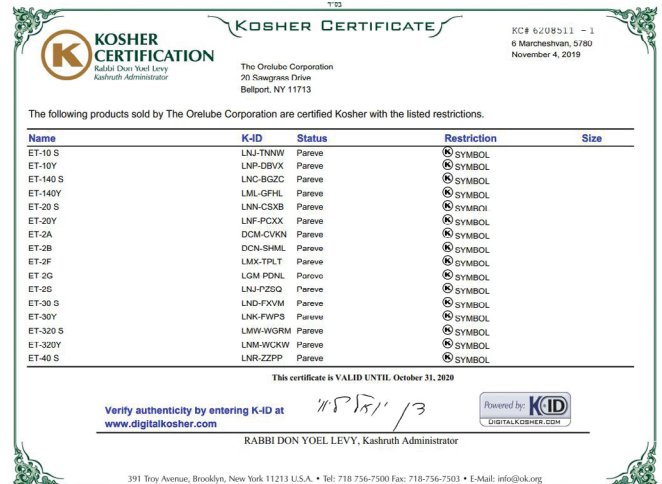 בס״ד
KOSHER CERTIFICATE
K
KOSHER
CERTIFICATION
Rabbi Don Yoel Levy
Kashruth Administrator
KC# 6208511 - 1
6 Marcheshvan, 5780
November 4, 2019
The Orelube Corporation
20 Sawgrass Drive
Bellport, NY 11713
The following products sold by The Orelube Corporation are certified Kosher with the listed restrictions.
Name K-ID Status Restriction Size
ET-10 S LNJ-TNNW Pareve K SYMBOL
ET-10Y LNP-DBVX Pareve K SYMBOL
ET-140 S LNC-BGZC Pareve K SYMBOL
ET-140Y LML-GFHL Pareve K SYMBOL
ET-20 S LNN-CSXB Pareve K SYMBOL
ET-20Y LNF-PCXX Pareve K SYMBOL
ET-2A DCM-CVKN Pareve K SYMBOL
ET-2B DCN-SHML Pareve K SYMBOL
ET-2F LMX-TPLT Pareve K SYMBOL
ET-2G LGM-PDNL Pareve K SYMBOL
ET-2S LNJ-PZSQ Pareve K SYMBOL
ET-30 S LND-FXVM Pareve K SYMBOL
ET-30Y LNK-FWPS Pareve K SYMBOL
ET-320 S LMW-WGRM Pareve K SYMBOL
ET-320Y LNM-WCKW Pareve K SYMBOL
ET-40 S LNR-ZZPP Pareve K SYMBOL
This certificate is VALID UNTIL October 31, 2020
Verify authenticity by entering K-ID at
www.digitalkosher.com
דן יואל ליוי
Powered by: K ID
DIGITALKOSHER.COM
RABBI DON YOEL LEVY, Kashruth Administrator
391 Troy Avenue, Brooklyn, New York 11213 U.S.A. • Tel: 718 756-7500 Fax: 718-756-7503 • E-Mail: info@ok.org